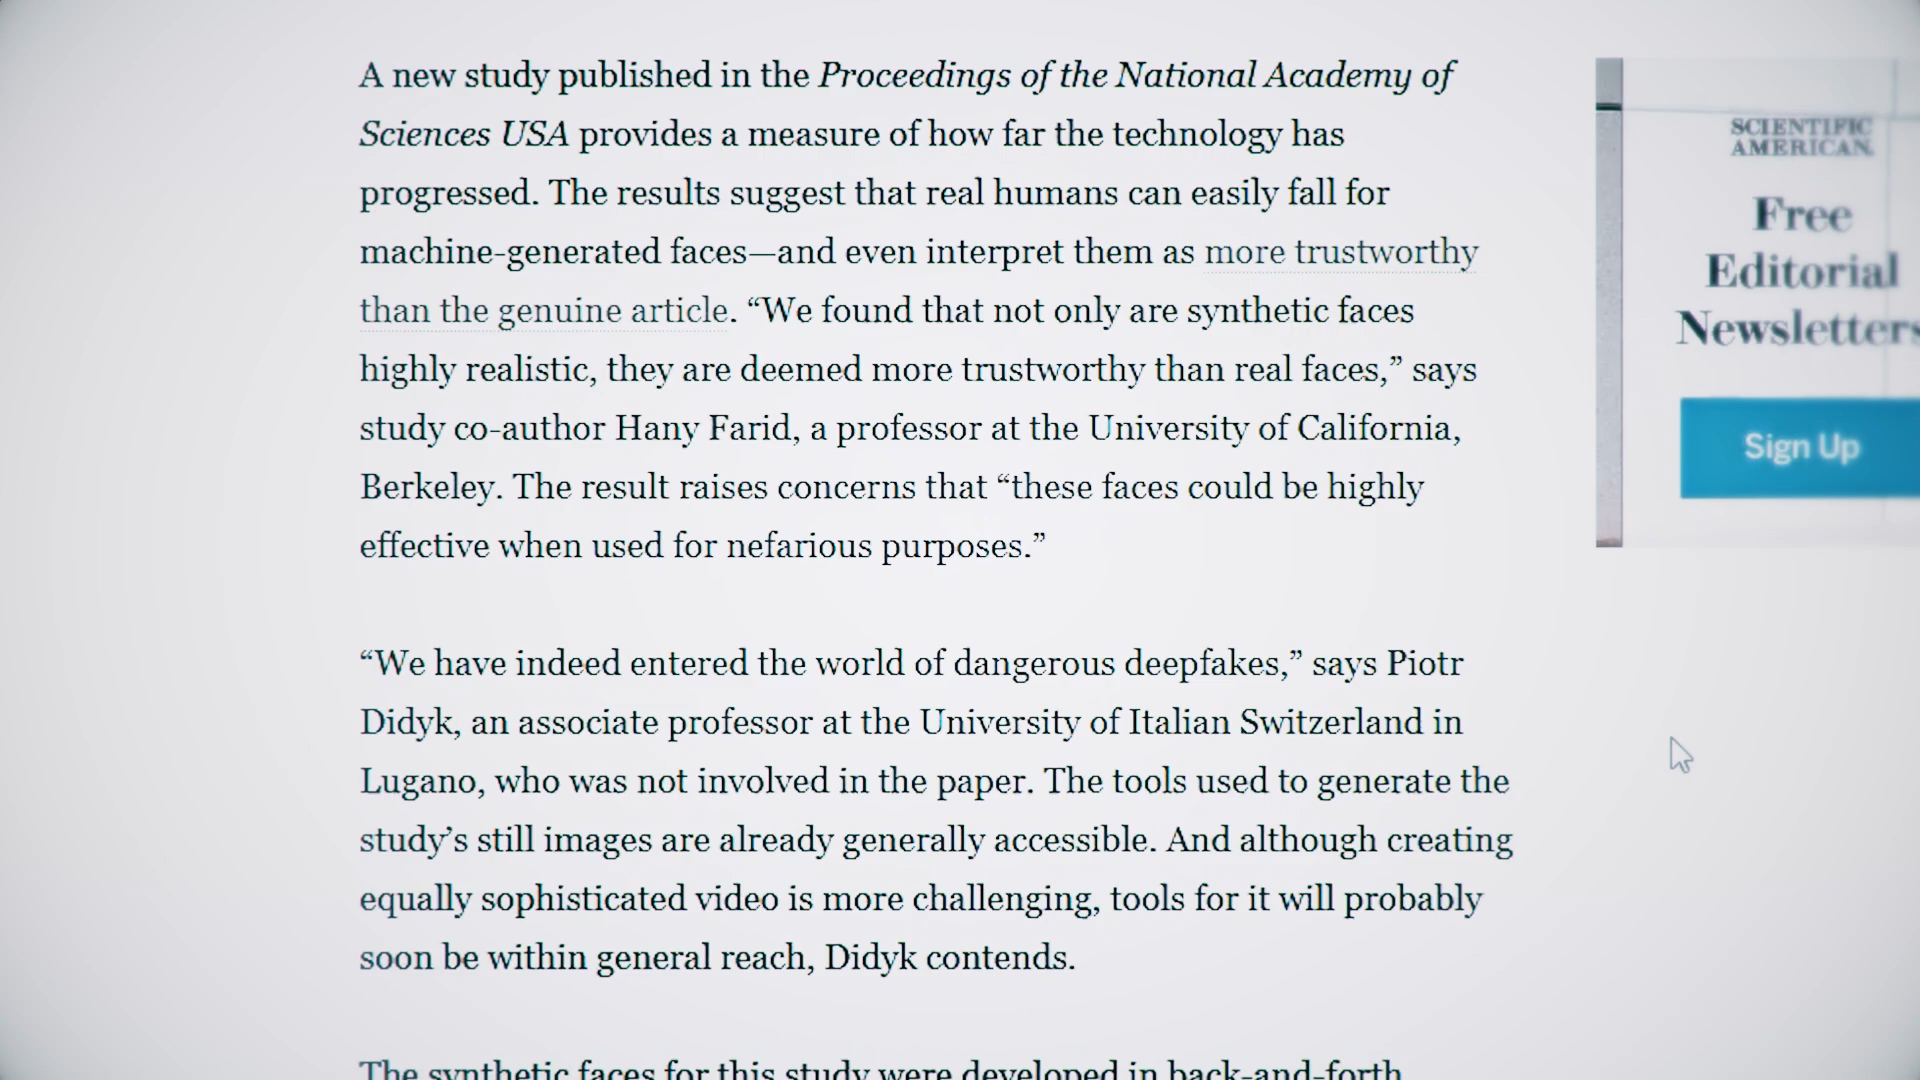 A new study published in the Proceedings of the National Academy of
Sciences USA provides a measure of how far the technology has
progressed. The results suggest that real humans can easily fall for
machine-generated faces—and even interpret them as more trustworthy
than the genuine article. “We found that not only are synthetic faces
highly realistic, they are deemed more trustworthy than real faces,” says
study co-author Hany Farid, a professor at the University of California,
Berkeley. The result raises concerns that “these faces could be highly
effective when used for nefarious purposes.”
“We have indeed entered the world of dangerous deepfakes,” says Piotr
Didyk, an associate professor at the University of Italian Switzerland in
Lugano, who was not involved in the paper. The tools used to generate the
study’s still images are already generally accessible. And although creating
equally sophisticated video is more challenging, tools for it will probably
soon be within general reach, Didyk contends.
The synthetic faces for this study were developed in back-and-forth
SCIENTIFIC
AMERICAN
Free
Editorial
Newsletters
Sign Up